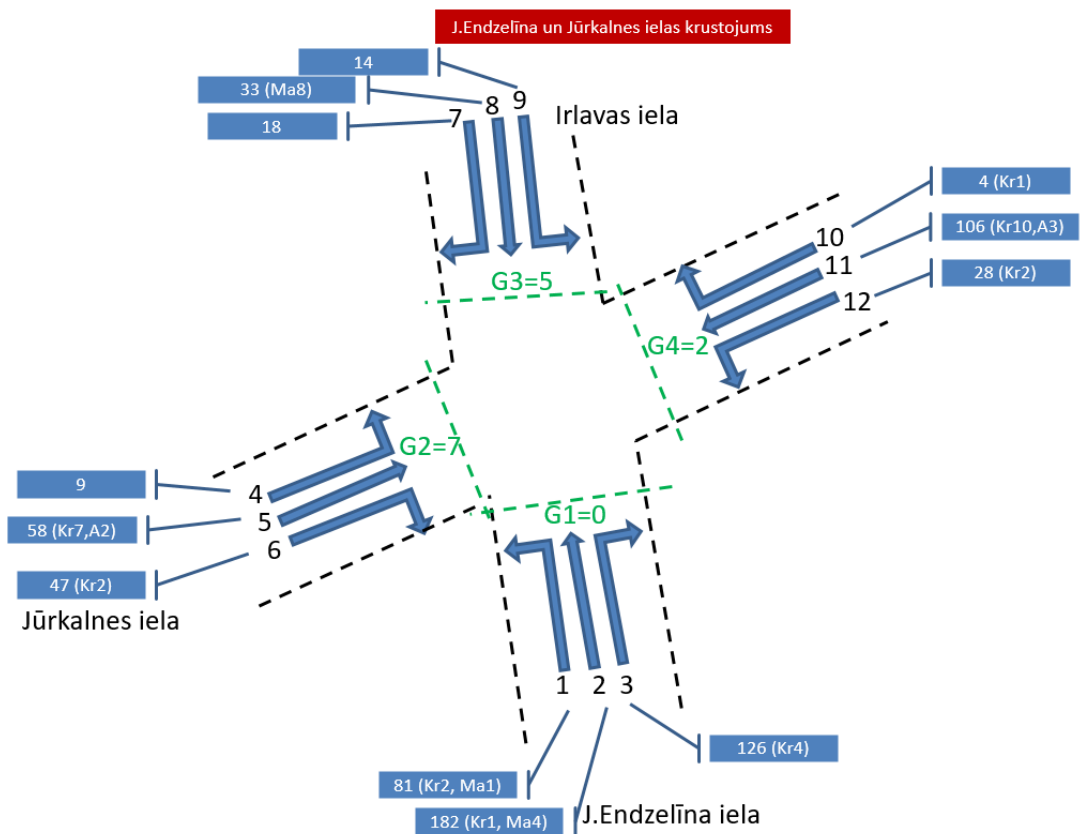 J.Endzelīna un Jūrkalnes ielas krustojums
14
33 (Ma8)
18
7
8
9
Irlavas iela
4 (Kr1)
106 (Kr10,A3)
28 (Kr2)
10
11
12
G3=5
G4=2
G2=7
G1=0
9
58 (Kr7,A2)
47 (Kr2)
4
5
6
Jūrkalnes iela
1
2
3
126 (Kr4)
81 (Kr2, Ma1)
182 (Kr1, Ma4)
J.Endzelīna iela